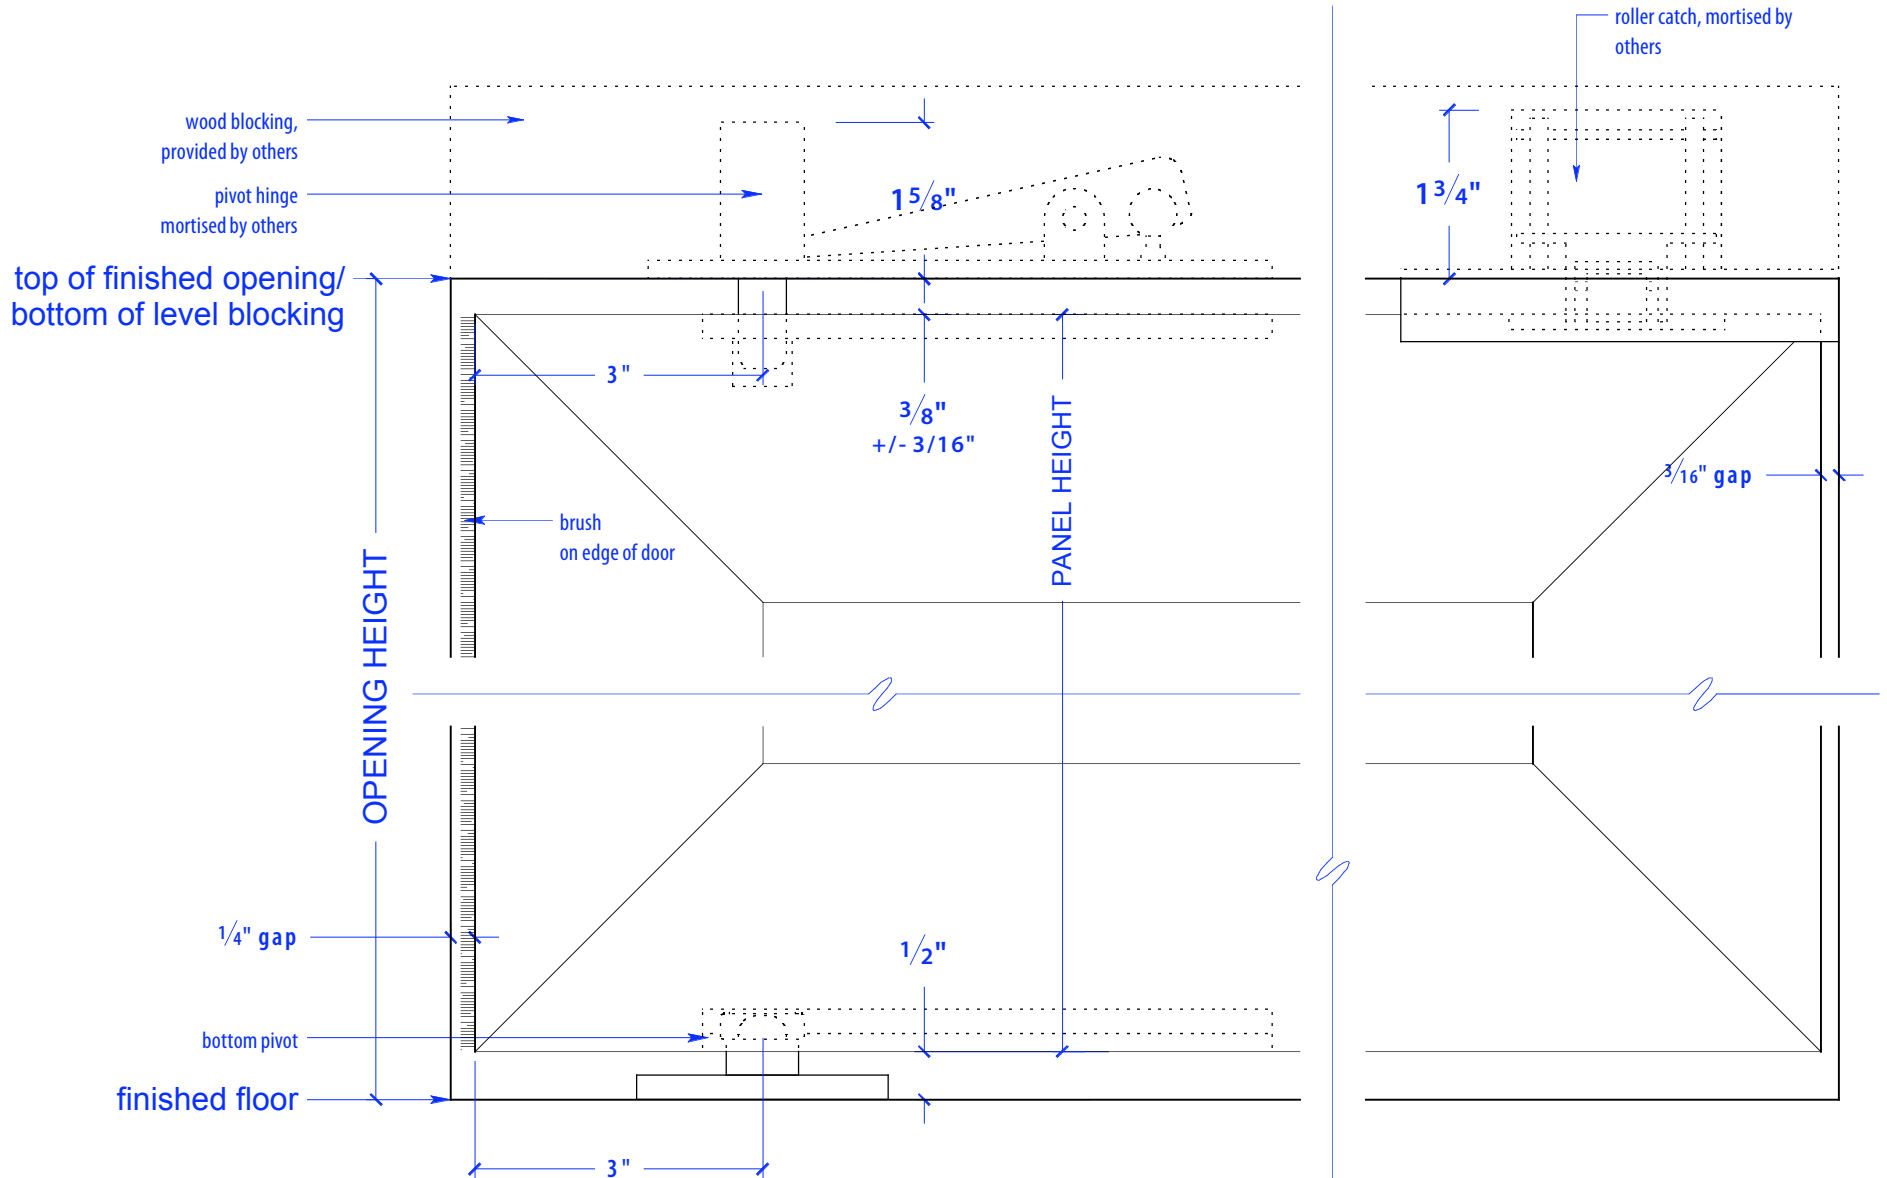 roller catch, mortised by
others
wood blocking,
provided by others
pivot hinge
mortised by others
1 5/8"
1 3/4"
top of finished opening/
bottom of level blocking
3"
3/8"
+/- 3/16"
PANEL HEIGHT
3/16" gap
brush
on edge of door
OPENING HEIGHT
1/4" gap
1/2"
bottom pivot
finished floor
3"